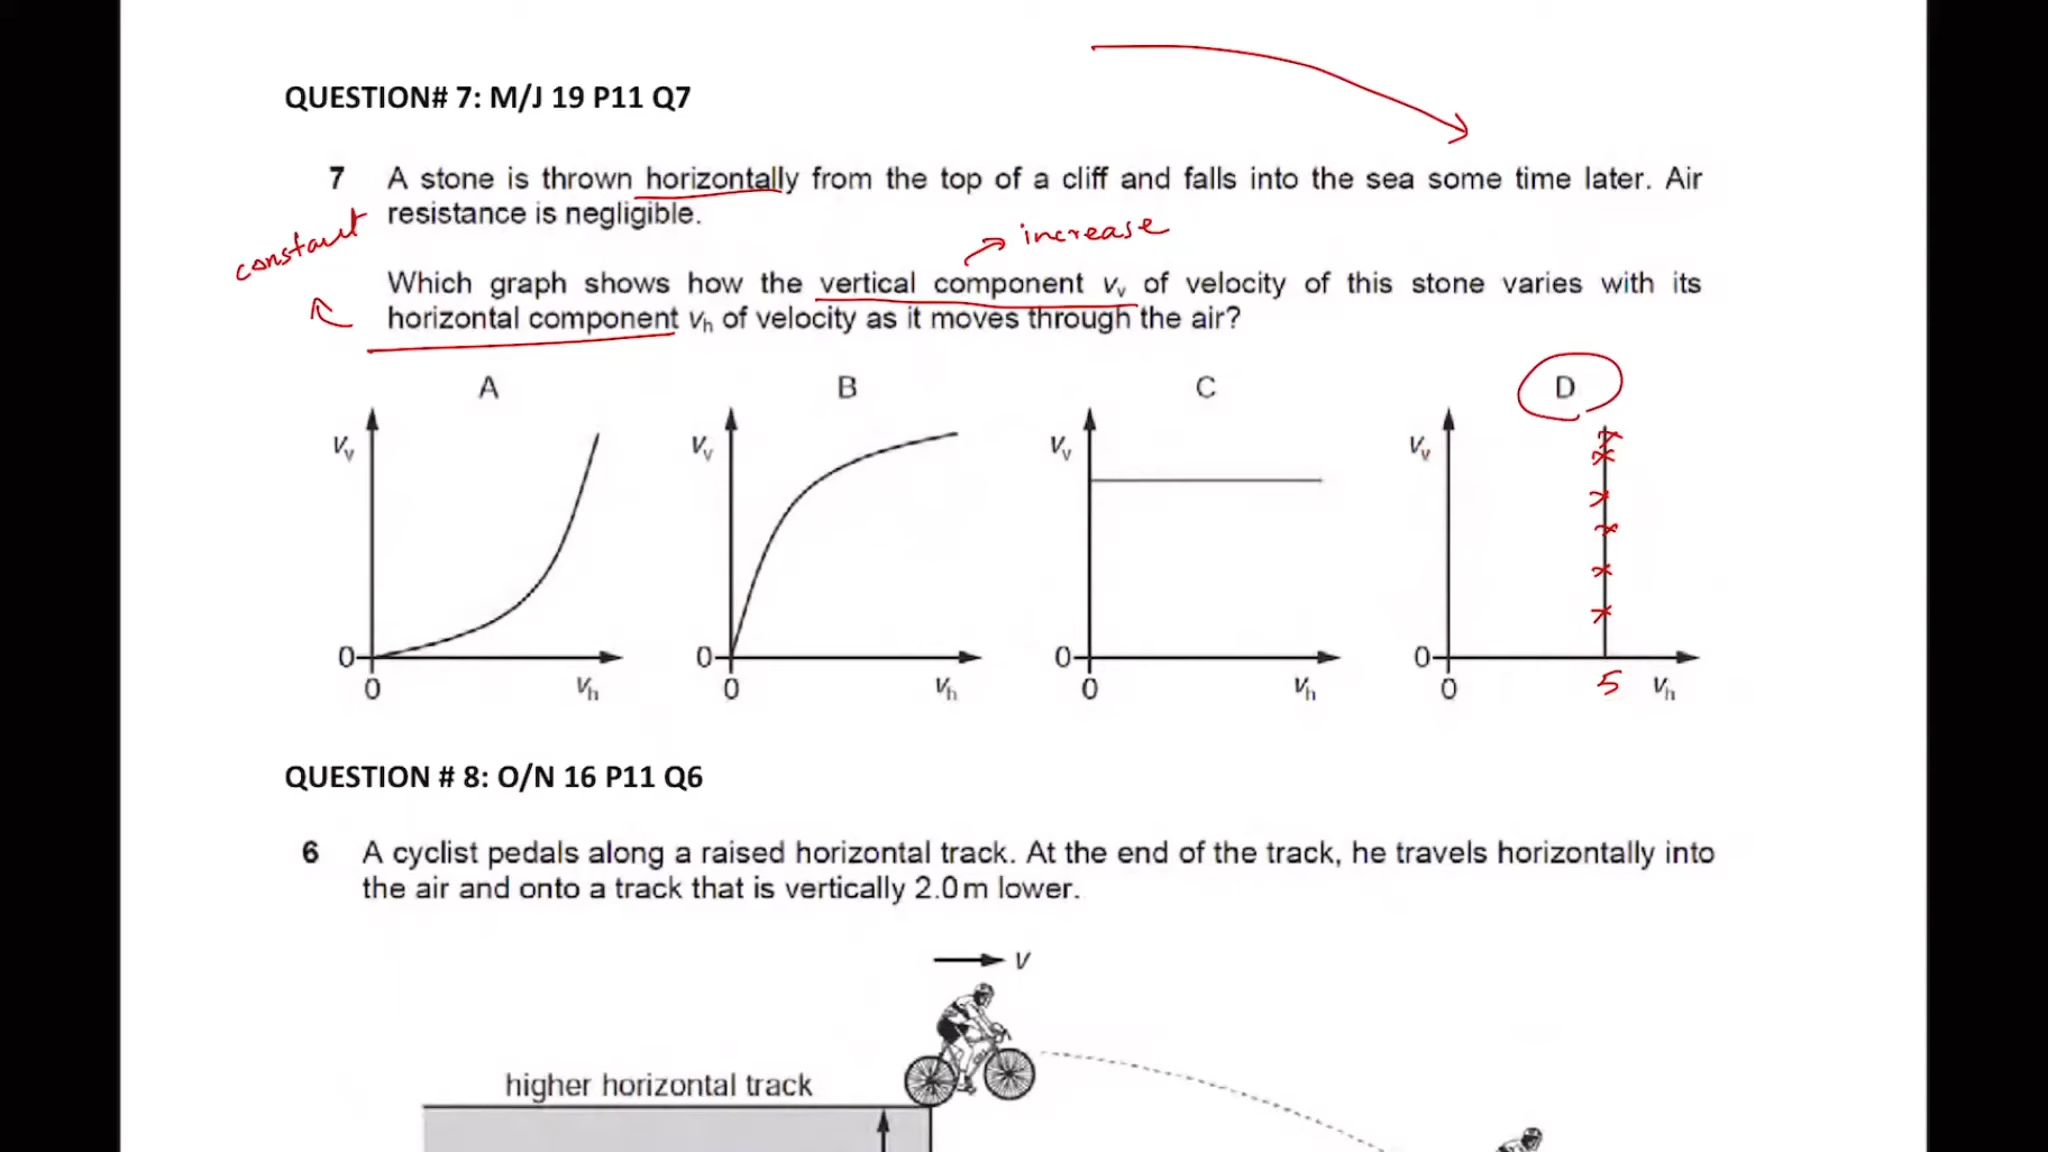 QUESTION# 7: M/J 19 P11 Q7
7 A stone is thrown horizontally from the top of a cliff and falls into the sea some time later. Air
resistance is negligible.
constant
increase
Which graph shows how the vertical component vv of velocity of this stone varies with its
horizontal component vh of velocity as it moves through the air?
A B C D
vv vv vv vv
0 0 0 0
0 vh 0 vh 0 vh 0 5 vh
QUESTION # 8: O/N 16 P11 Q6
6 A cyclist pedals along a raised horizontal track. At the end of the track, he travels horizontally into
the air and onto a track that is vertically 2.0m lower.
v
higher horizontal track